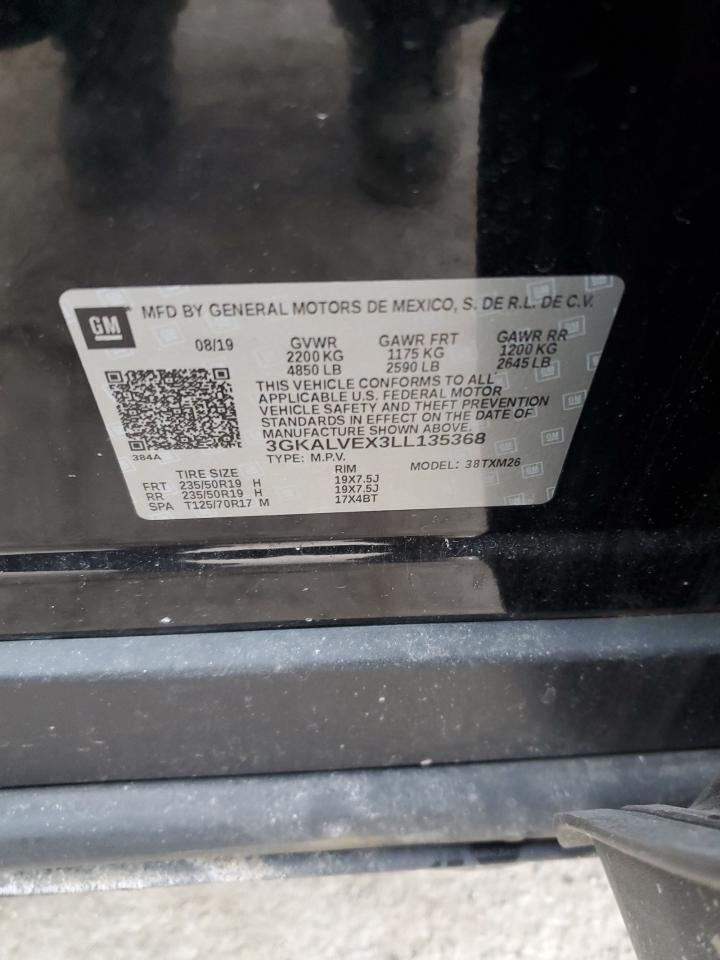 GM
MFD BY GENERAL MOTORS DE MEXICO, S. DE R.L. DE C.V.
08/19 GVWR GAWR FRT GAWR RR
2200 KG 1175 KG 1200 KG
4850 LB 2590 LB 2645 LB
THIS VEHICLE CONFORMS TO ALL
APPLICABLE U.S. FEDERAL MOTOR
VEHICLE SAFETY AND THEFT PREVENTION
STANDARDS IN EFFECT ON THE DATE OF
MANUFACTURE SHOWN ABOVE.
384A 3GKALVEX3LL135368
TYPE: M.P.V. MODEL: 38TXM26
TIRE SIZE RIM
FRT 235/50R19 H 19X7.5J
RR 235/50R19 H 19X7.5J
SPA T125/70R17 M 17X4BT